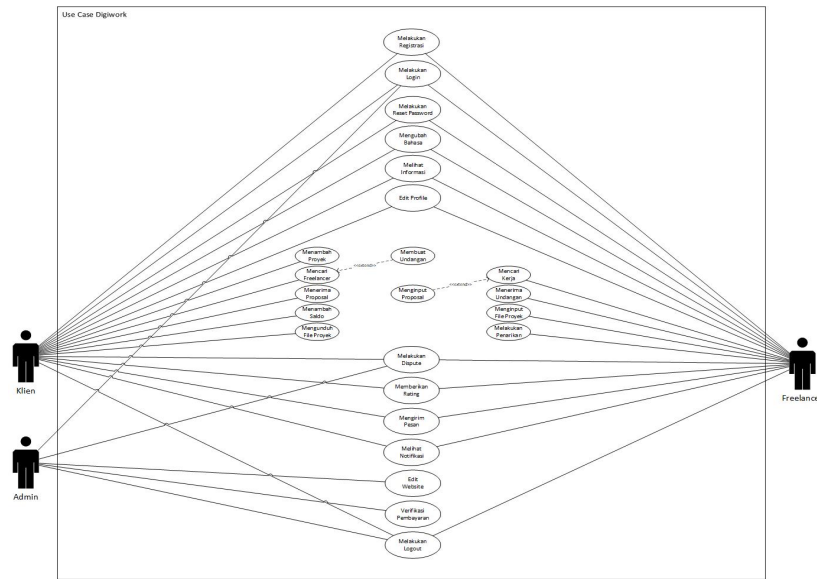 Use Case Digiwork
Melakukan
Registrasi
Melakukan
Login
Melakukan
Reset Password
Mengubah
Bahasa
Melihat
Informasi
Edit Profile
Menambah
Proyek
Membuat
Undangan
Mencari
Freelancer
<<extend>>
Mencari
Kerja
Menerima
Proposal
Menginput
Proposal
<<extend>>
Menerima
Undangan
Menambah
Saldo
Menginput
File Proyek
Mengunduh
File Proyek
Melakukan
Penarikan
Klien
Freelance
Melakukan
Dispute
Memberikan
Rating
Mengirim
Pesan
Melihat
Notifikasi
Admin
Edit
Website
Verifikasi
Pembayaran
Melakukan
Logout